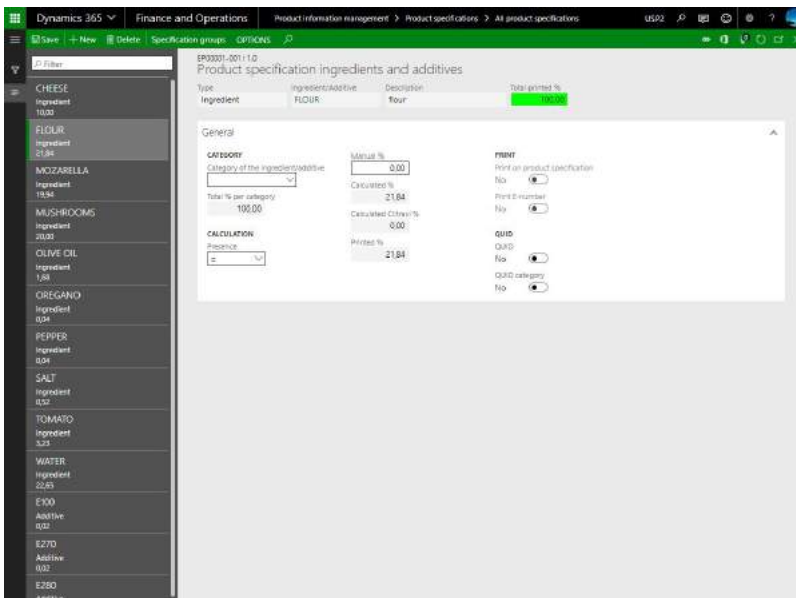 Dynamics 365 Finance and Operations Product information management > Product specifications > All product specifications USP2 ?
Save + New Delete Specification groups OPTIONS
Filter
CHEESE
Ingredient
10,00
FLOUR
Ingredient
21,84
MOZARELLA
Ingredient
19,94
MUSHROOMS
Ingredient
20,00
OLIVE OIL
Ingredient
OREGANO
Ingredient
0,04
PEPPER
Ingredient
0,04
SALT
Ingredient
0,52
TOMATO
Ingredient
3,23
WATER
Ingredient
22,65
E100
Additive
0,02
E270
Additive
0,02
E280
Additive
EP00001-001 / 1.0
Product specification ingredients and additives
Type Ingredient/Additive Description Total printed %
Ingredient FLOUR flour 100,00
General
CATEGORY
Category of the ingredient/additive
Total % per category
100,00
CALCULATION
Presence
=
Manual %
0,00
Calculated %
21,84
0,00
Printed %
21,84
PRINT
Print on product specification
No
Print E-number
No
QUID
QUID
No
QUID category
No